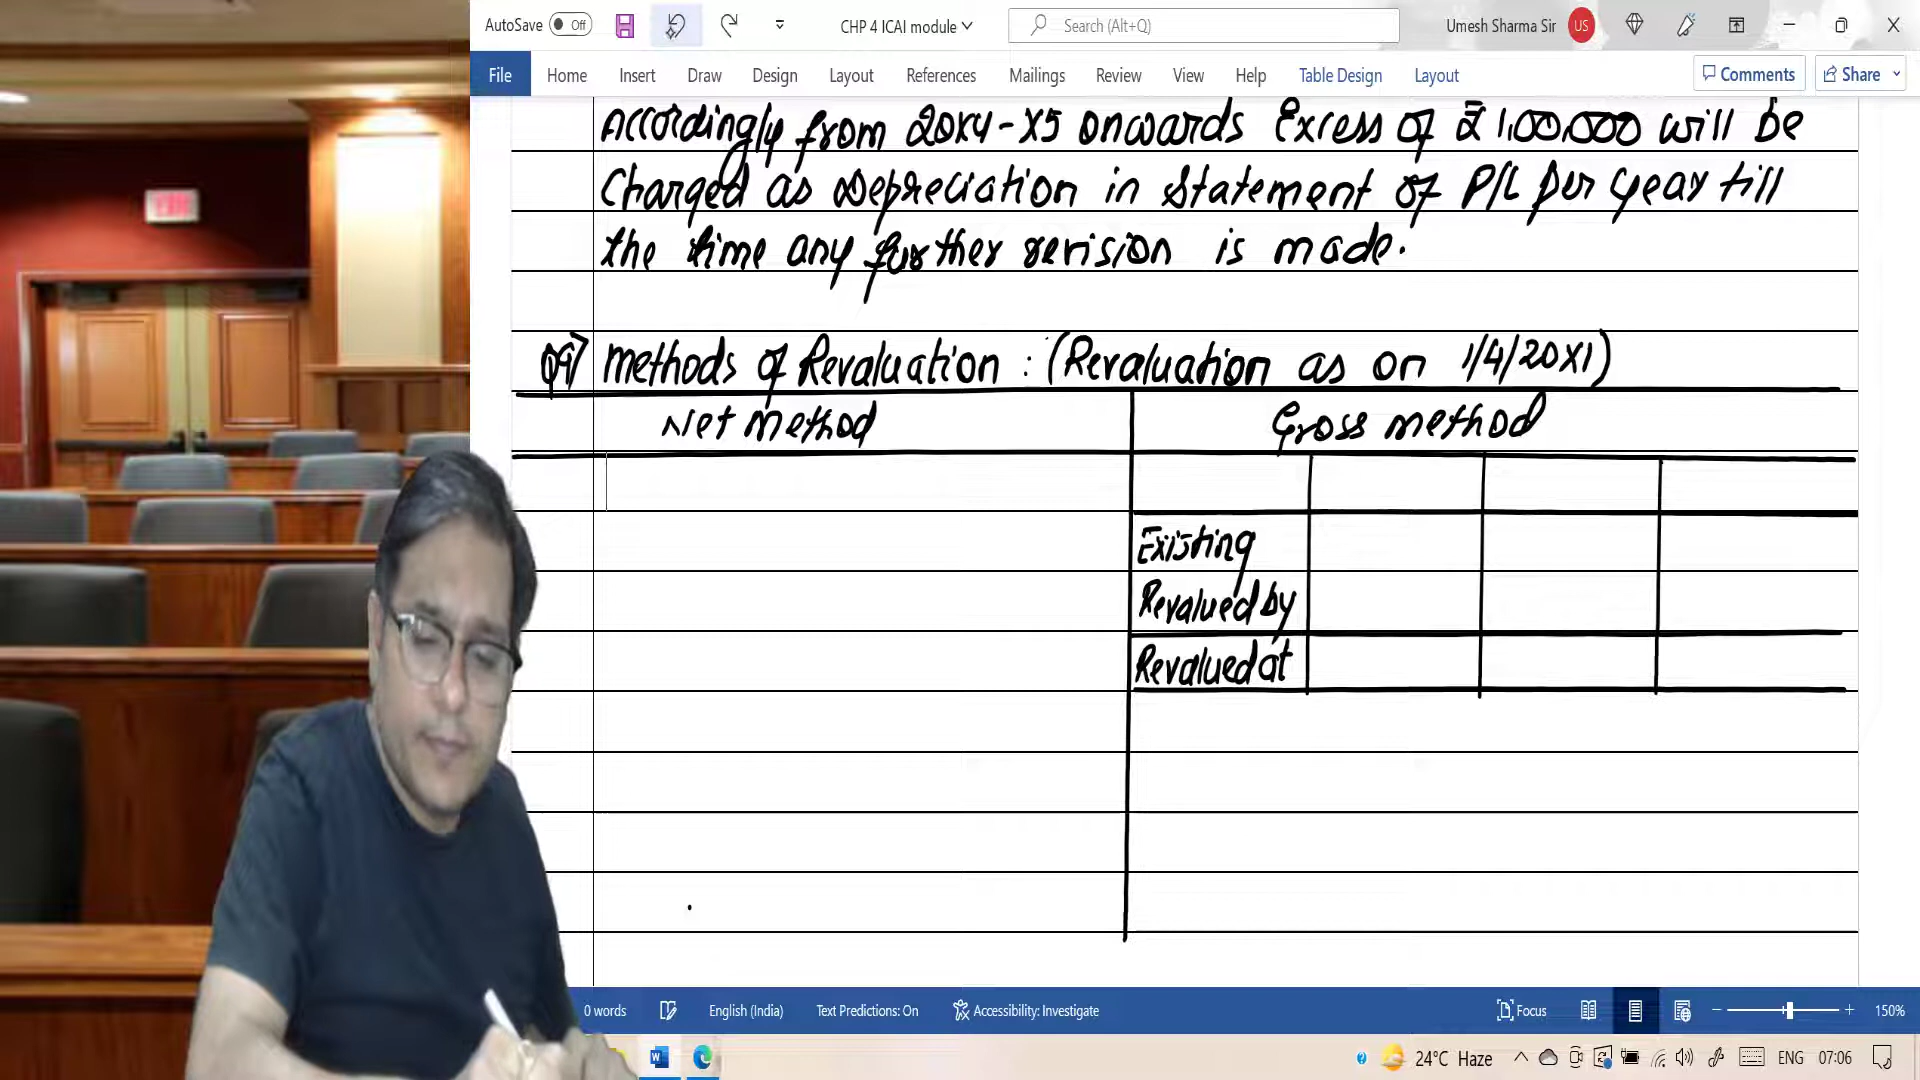 AutoSave Off
CHP 4 ICAI module
Search (Alt+Q)
Umesh Sharma Sir US
File Home Insert Draw Design Layout References Mailings Review View Help Table Design Layout
Comments Share
Accordingly from 20X4-X5 onwards Excess of ₹ 1,00,000 will be
Charged as Depreciation in Statement of P/L per year till
the time any further revision is made.
Q9) Methods of Revaluation : (Revaluation as on 1/4/20X1)
Net Method Gross Method
Existing
Revalued by
Revalued at
0 words English (India) Text Predictions: On Accessibility: Investigate Focus 150%
24°C Haze ENG 07:06